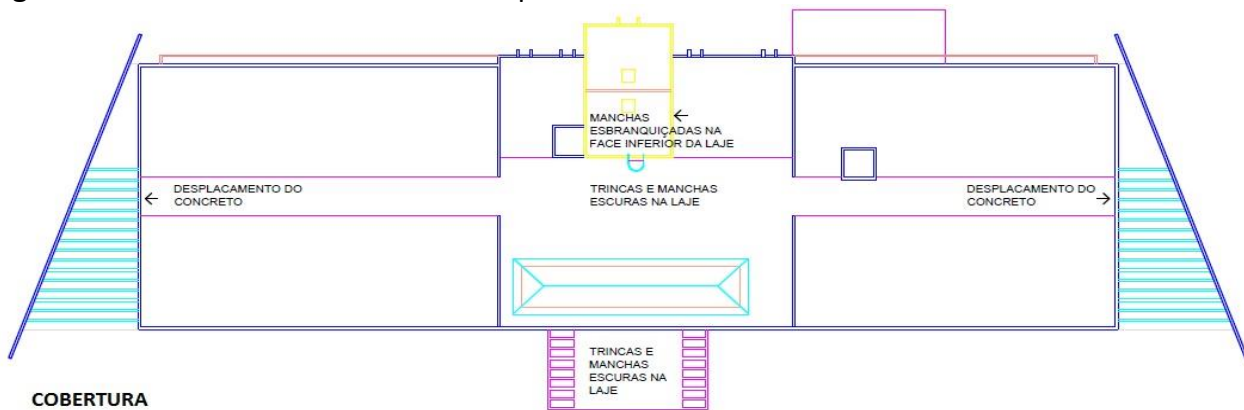 MANCHAS
ESBRANQUIÇADAS NA
FACE INFERIOR DA LAJE
DESPLACAMENTO DO
CONCRETO
TRINCAS E MANCHAS
ESCURAS NA LAJE
DESPLACAMENTO DO
CONCRETO
TRINCAS E
MANCHAS
ESCURAS NA
LAJE
COBERTURA